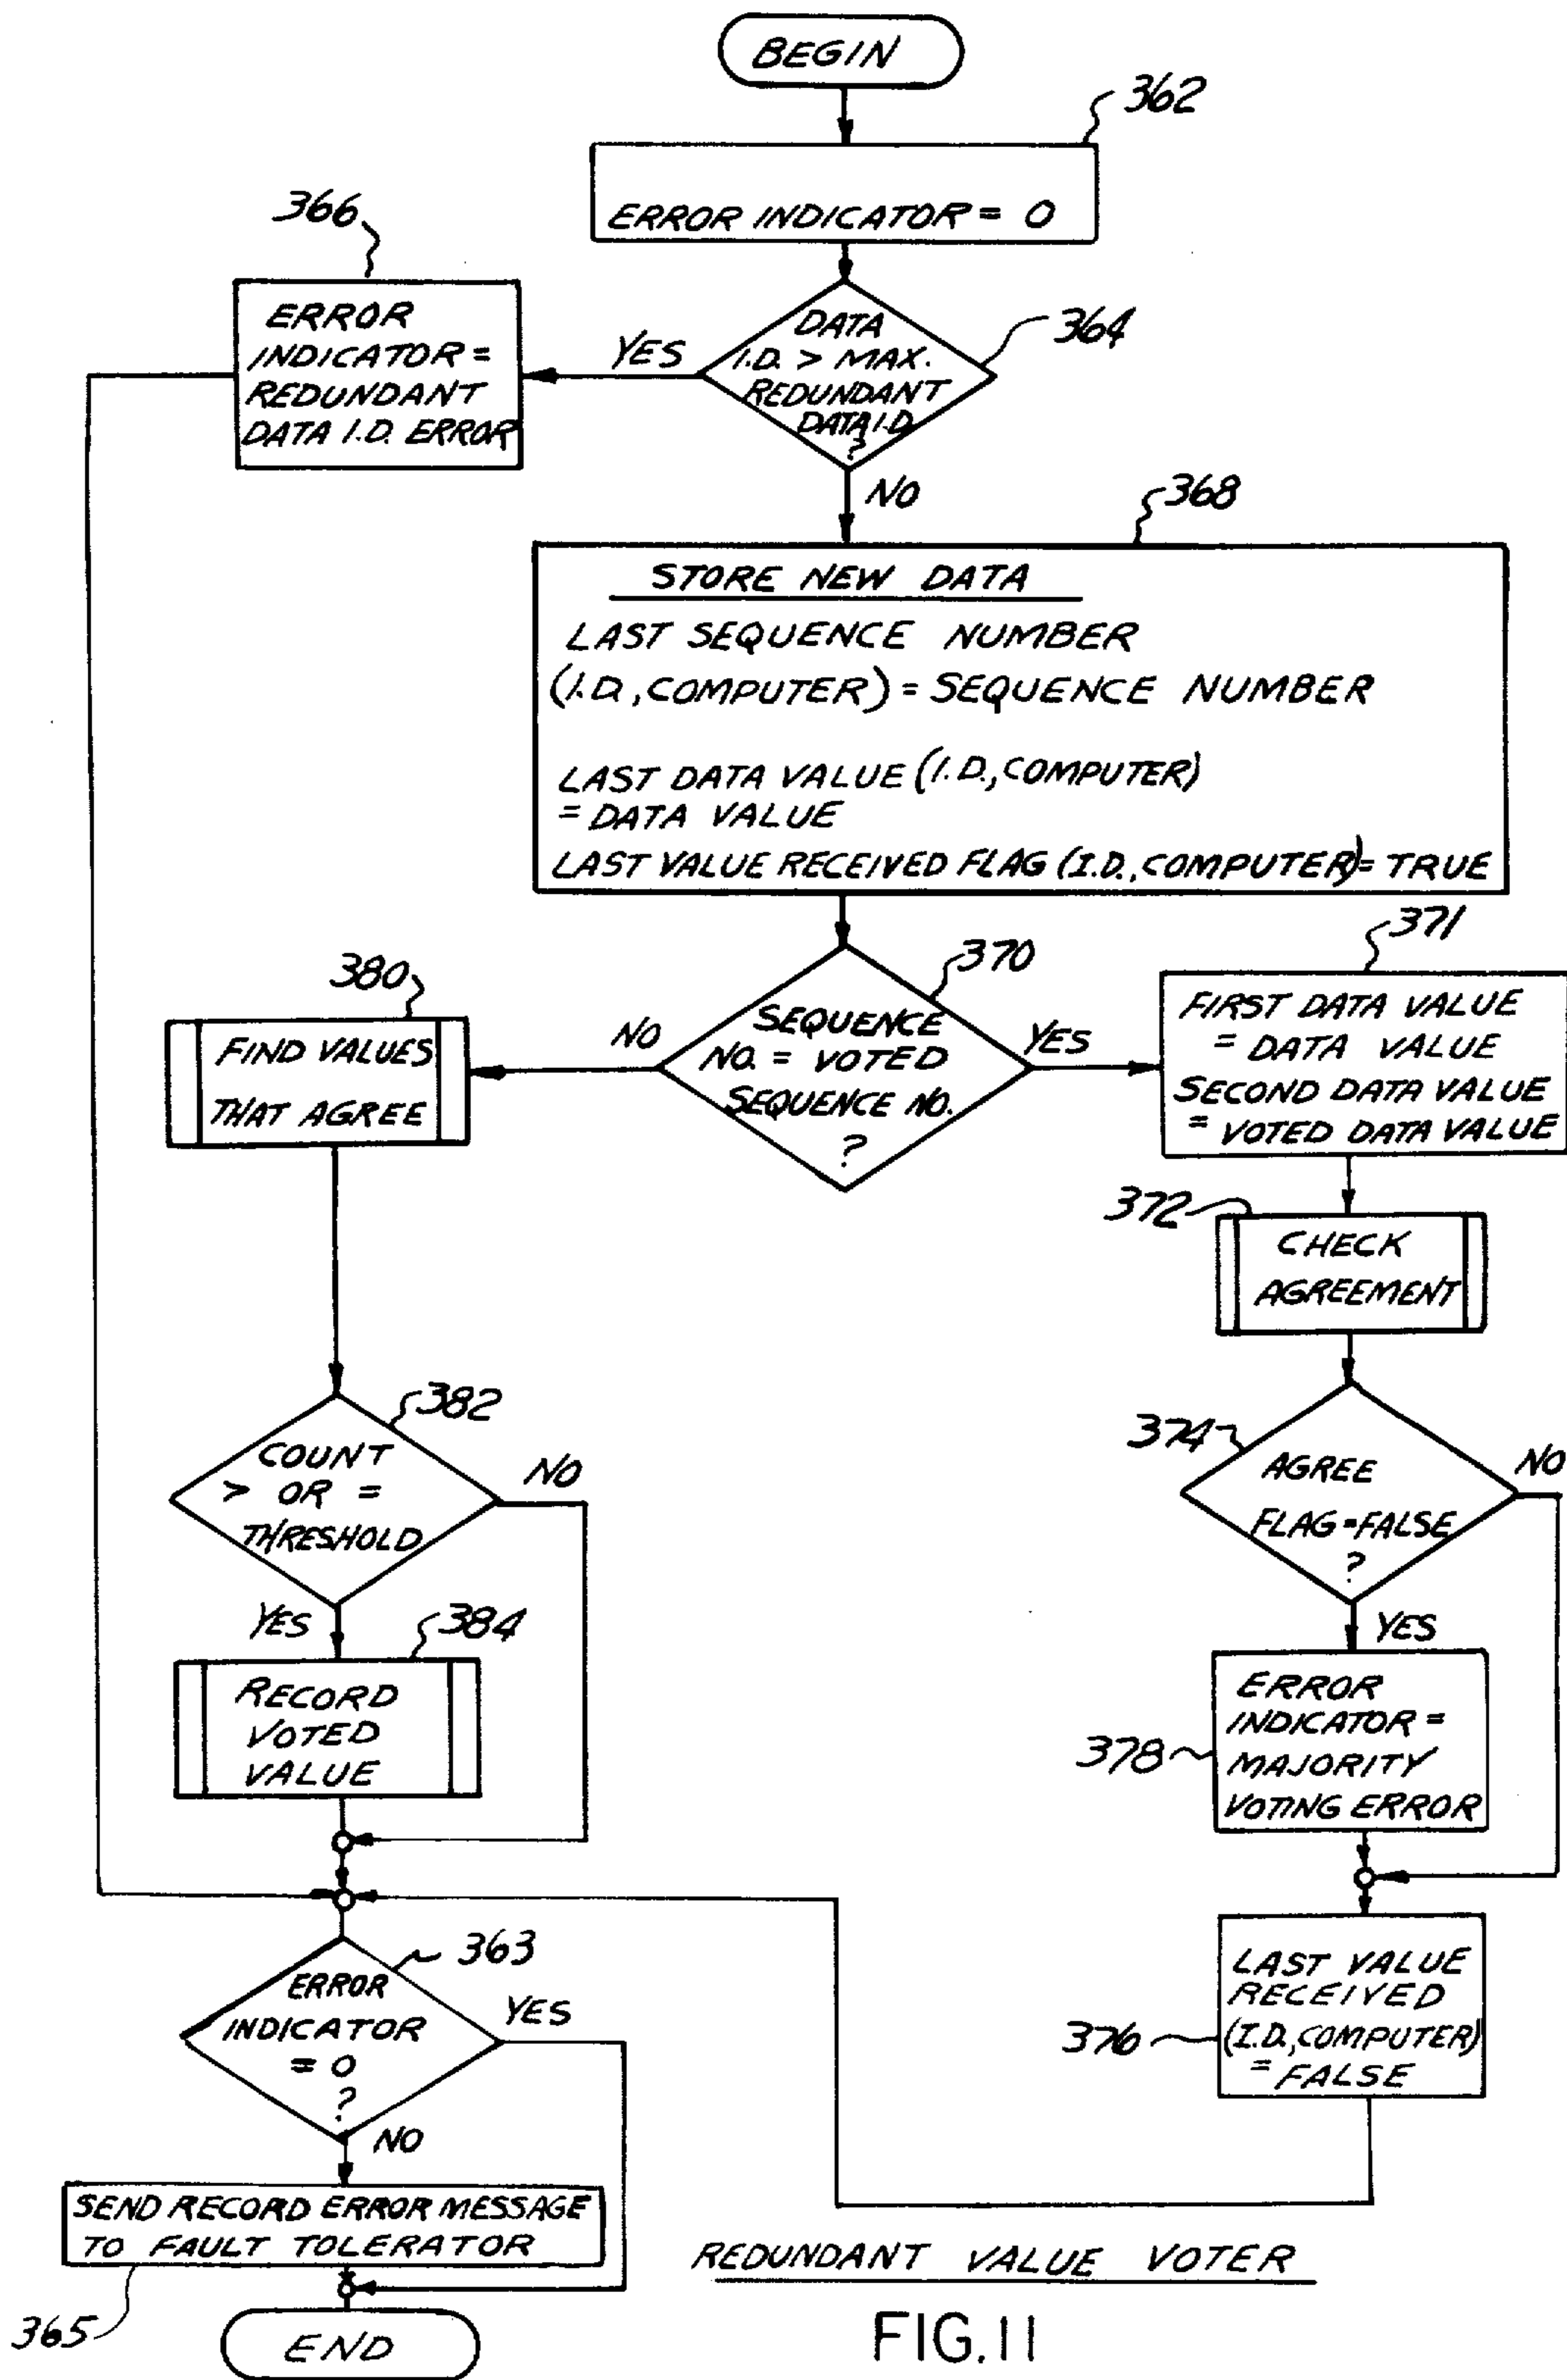 BEGIN
362
ERROR INDICATOR = 0
366
ERROR
INDICATOR =
REDUNDANT
DATA I.D. ERROR
YES
DATA
I.D. > MAX.
REDUNDANT
DATA I.D.
?
364
NO
368
STORE NEW DATA
LAST SEQUENCE NUMBER
(I.D., COMPUTER) = SEQUENCE NUMBER
LAST DATA VALUE (I.D., COMPUTER)
= DATA VALUE
LAST VALUE RECEIVED FLAG (I.D., COMPUTER) = TRUE
370
SEQUENCE
NO. = VOTED
SEQUENCE NO.
?
NO
YES
380
FIND VALUES
THAT AGREE
371
FIRST DATA VALUE
= DATA VALUE
SECOND DATA VALUE
= VOTED DATA VALUE
372
CHECK
AGREEMENT
382
COUNT
> OR =
THRESHOLD
NO
YES
374
AGREE
FLAG = FALSE
?
NO
YES
384
RECORD
VOTED
VALUE
378
ERROR
INDICATOR =
MAJORITY
VOTING ERROR
363
ERROR
INDICATOR
= 0
?
YES
NO
376
LAST VALUE
RECEIVED
(I.D., COMPUTER)
= FALSE
SEND RECORD ERROR MESSAGE
TO FAULT TOLERATOR
365
END
REDUNDANT VALUE VOTER
FIG. 11